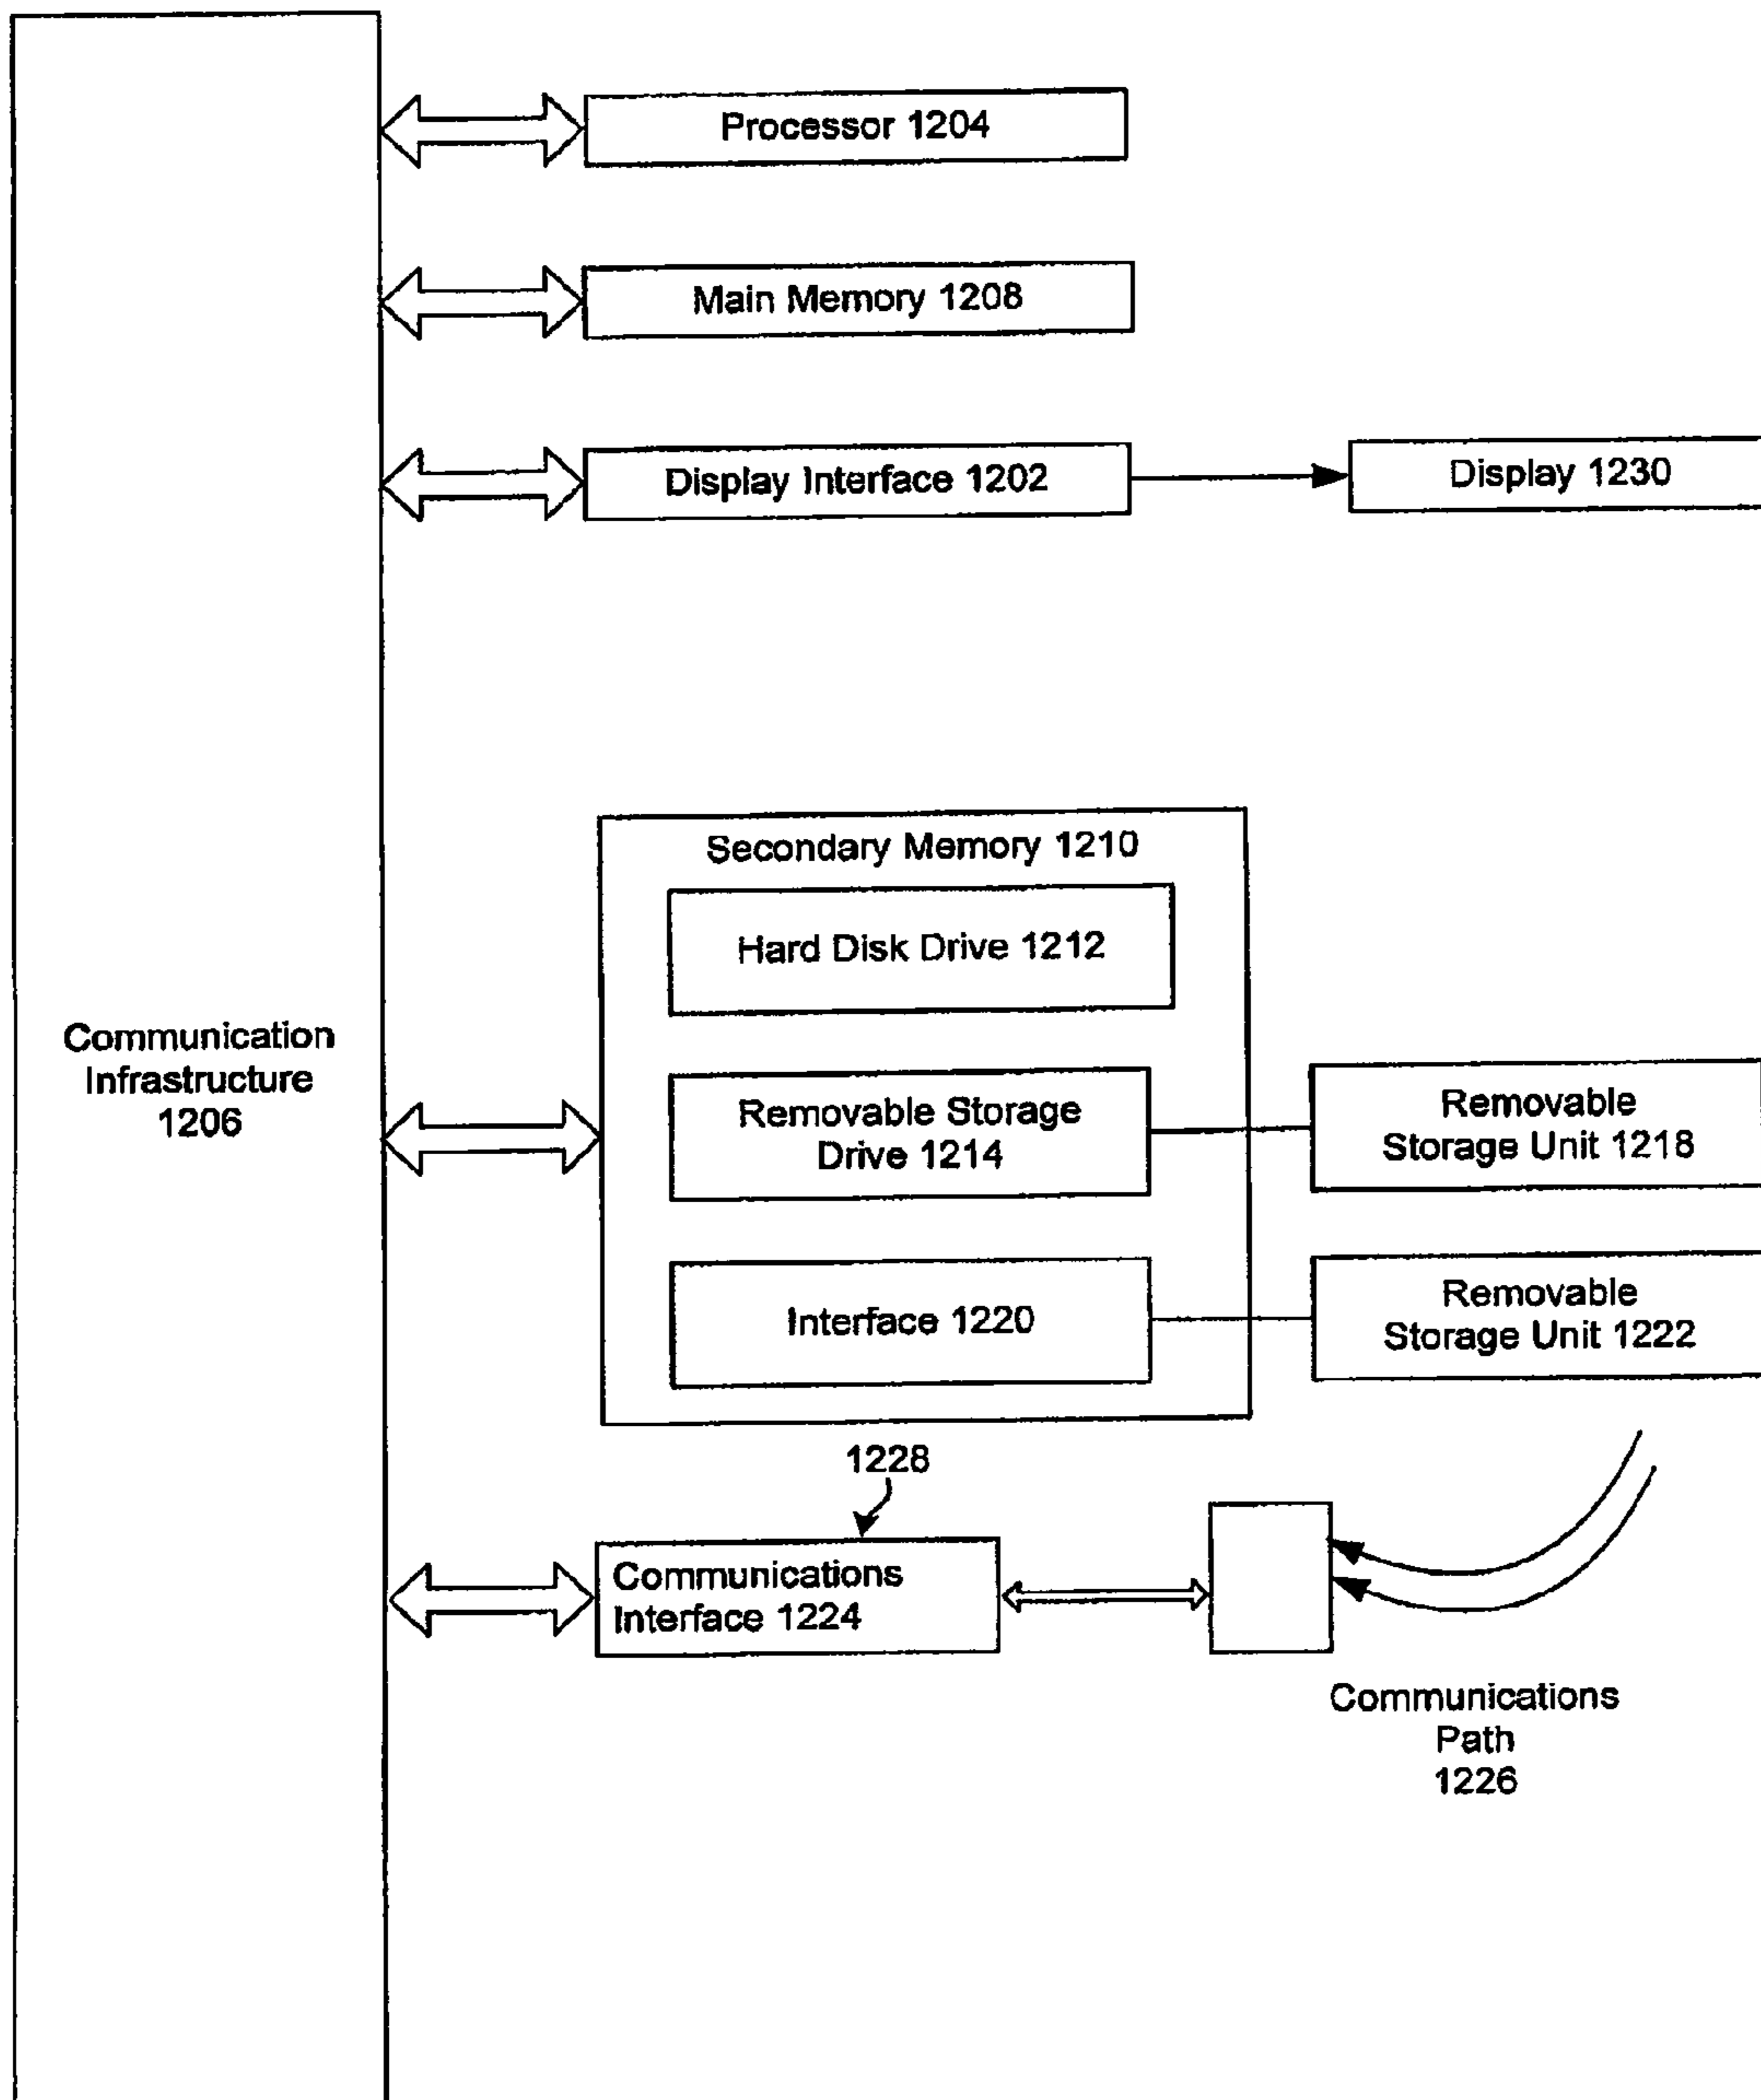 Processor 1204
Main Memory 1208
Display Interface 1202
Display 1230
Secondary Memory 1210
Hard Disk Drive 1212
Communication
Infrastructure
1206
Removable Storage
Drive 1214
Removable
Storage Unit 1218
Interface 1220
Removable
Storage Unit 1222
1228
Communications
Interface 1224
Communications
Path
1226